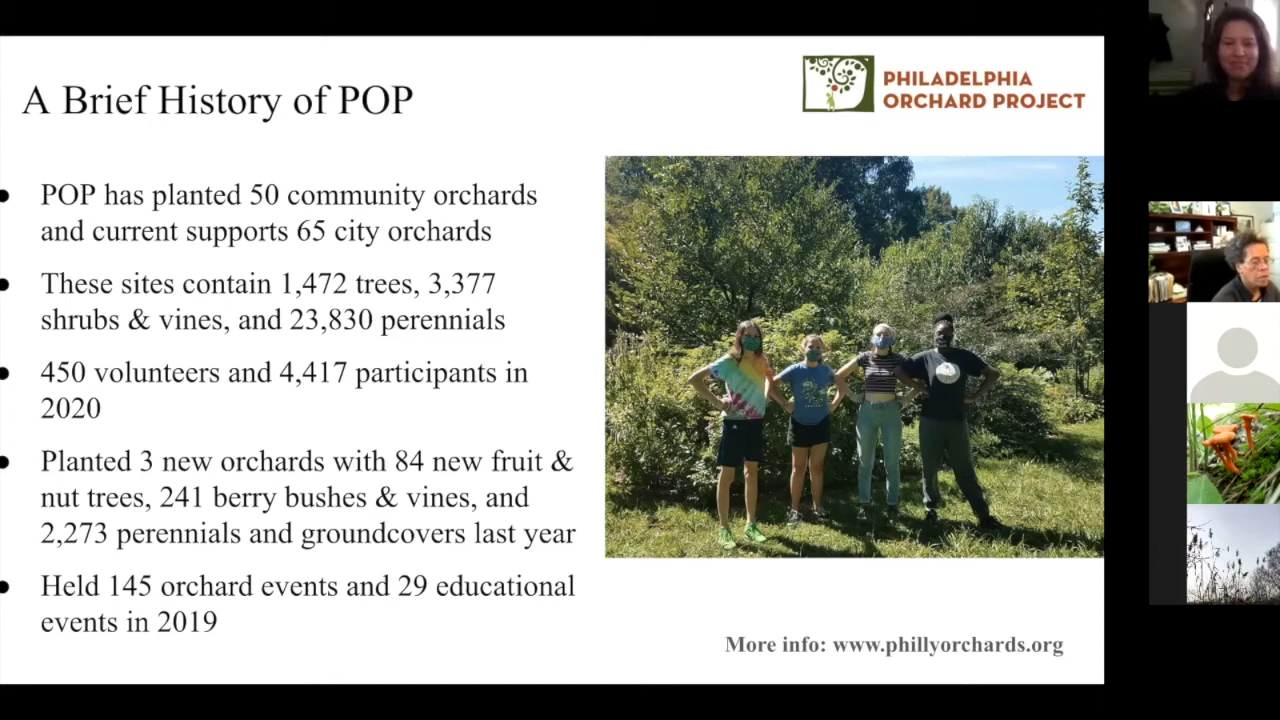 A Brief History of POP
PHILADELPHIA
ORCHARD PROJECT
POP has planted 50 community orchards
and current supports 65 city orchards
These sites contain 1,472 trees, 3,377
shrubs & vines, and 23,830 perennials
450 volunteers and 4,417 participants in
2020
Planted 3 new orchards with 84 new fruit &
nut trees, 241 berry bushes & vines, and
2,273 perennials and groundcovers last year
Held 145 orchard events and 29 educational
events in 2019
More info: www.phillyorchards.org